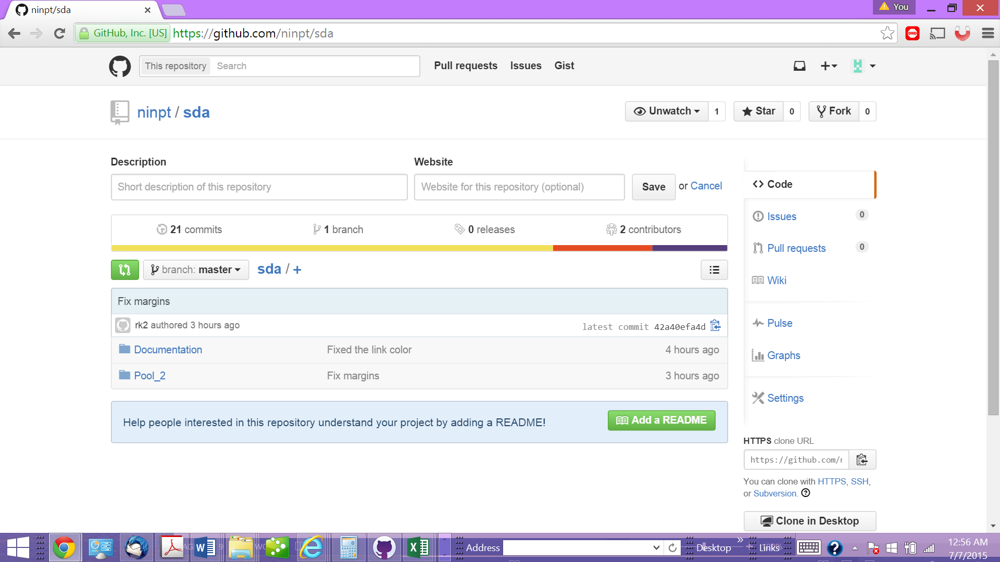 ninpt/sda
You
GitHub, Inc. [US] https://github.com/ninpt/sda
DND
This repository Search Pull requests Issues Gist
ninpt / sda
Unwatch 1 Star 0 Fork 0
Description Website
Short description of this repository Website for this repository (optional) Save or Cancel
Code
21 commits 1 branch 0 releases 2 contributors
Issues 0
Pull requests 0
branch: master sda / +
Wiki
Fix margins
rk2 authored 3 hours ago latest commit 42a40efa4d
Pulse
Documentation Fixed the link color 4 hours ago
Graphs
Pool_2 Fix margins 3 hours ago
Settings
Help people interested in this repository understand your project by adding a README! Add a README
HTTPS clone URL
https://github.com/
You can clone with HTTPS, SSH,
or Subversion.
Clone in Desktop
Address Desktop Links
12:56 AM
7/7/2015